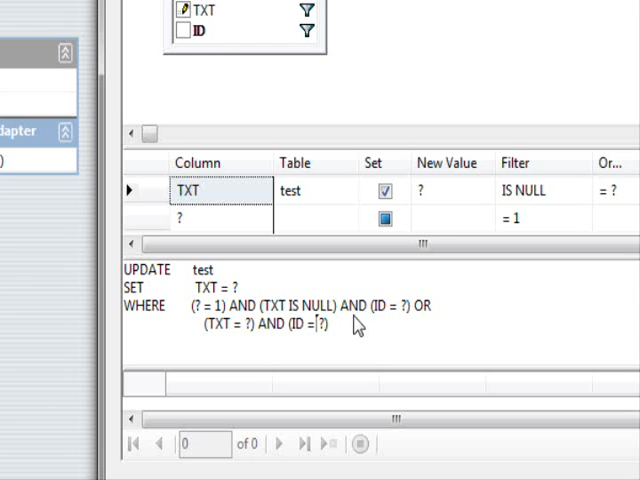 TXT
ID
dapter
)
Column Table Set New Value Filter Or...
TXT test ? IS NULL = ?
? = 1
UPDATE test
SET TXT = ?
WHERE (? = 1) AND (TXT IS NULL) AND (ID = ?) OR
(TXT = ?) AND (ID = ?)
0 of 0